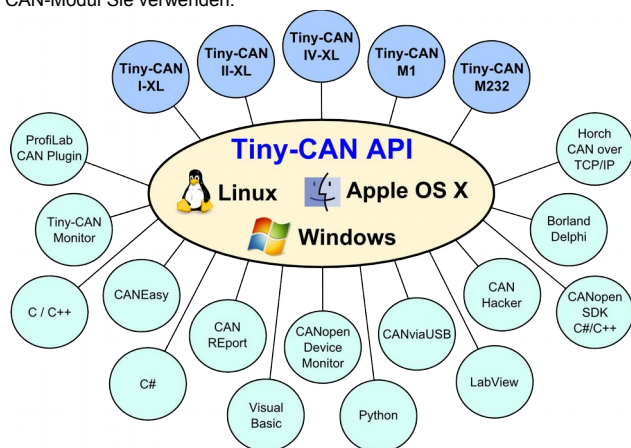 CAN-Modul Sie verwenden.
Tiny-CAN
I-XL
Tiny-CAN
II-XL
Tiny-CAN
IV-XL
Tiny-CAN
M1
Tiny-CAN
M232
Tiny-CAN API
Linux
Apple OS X
Windows
ProfiLab
CAN Plugin
Horch
CAN over
TCP/IP
Tiny-CAN
Monitor
Borland
Delphi
C / C++
CANEasy
CAN
REport
CANopen
Device
Monitor
CANviaUSB
CAN
Hacker
CANopen
SDK
C#/C++
C#
Visual
Basic
Python
LabView